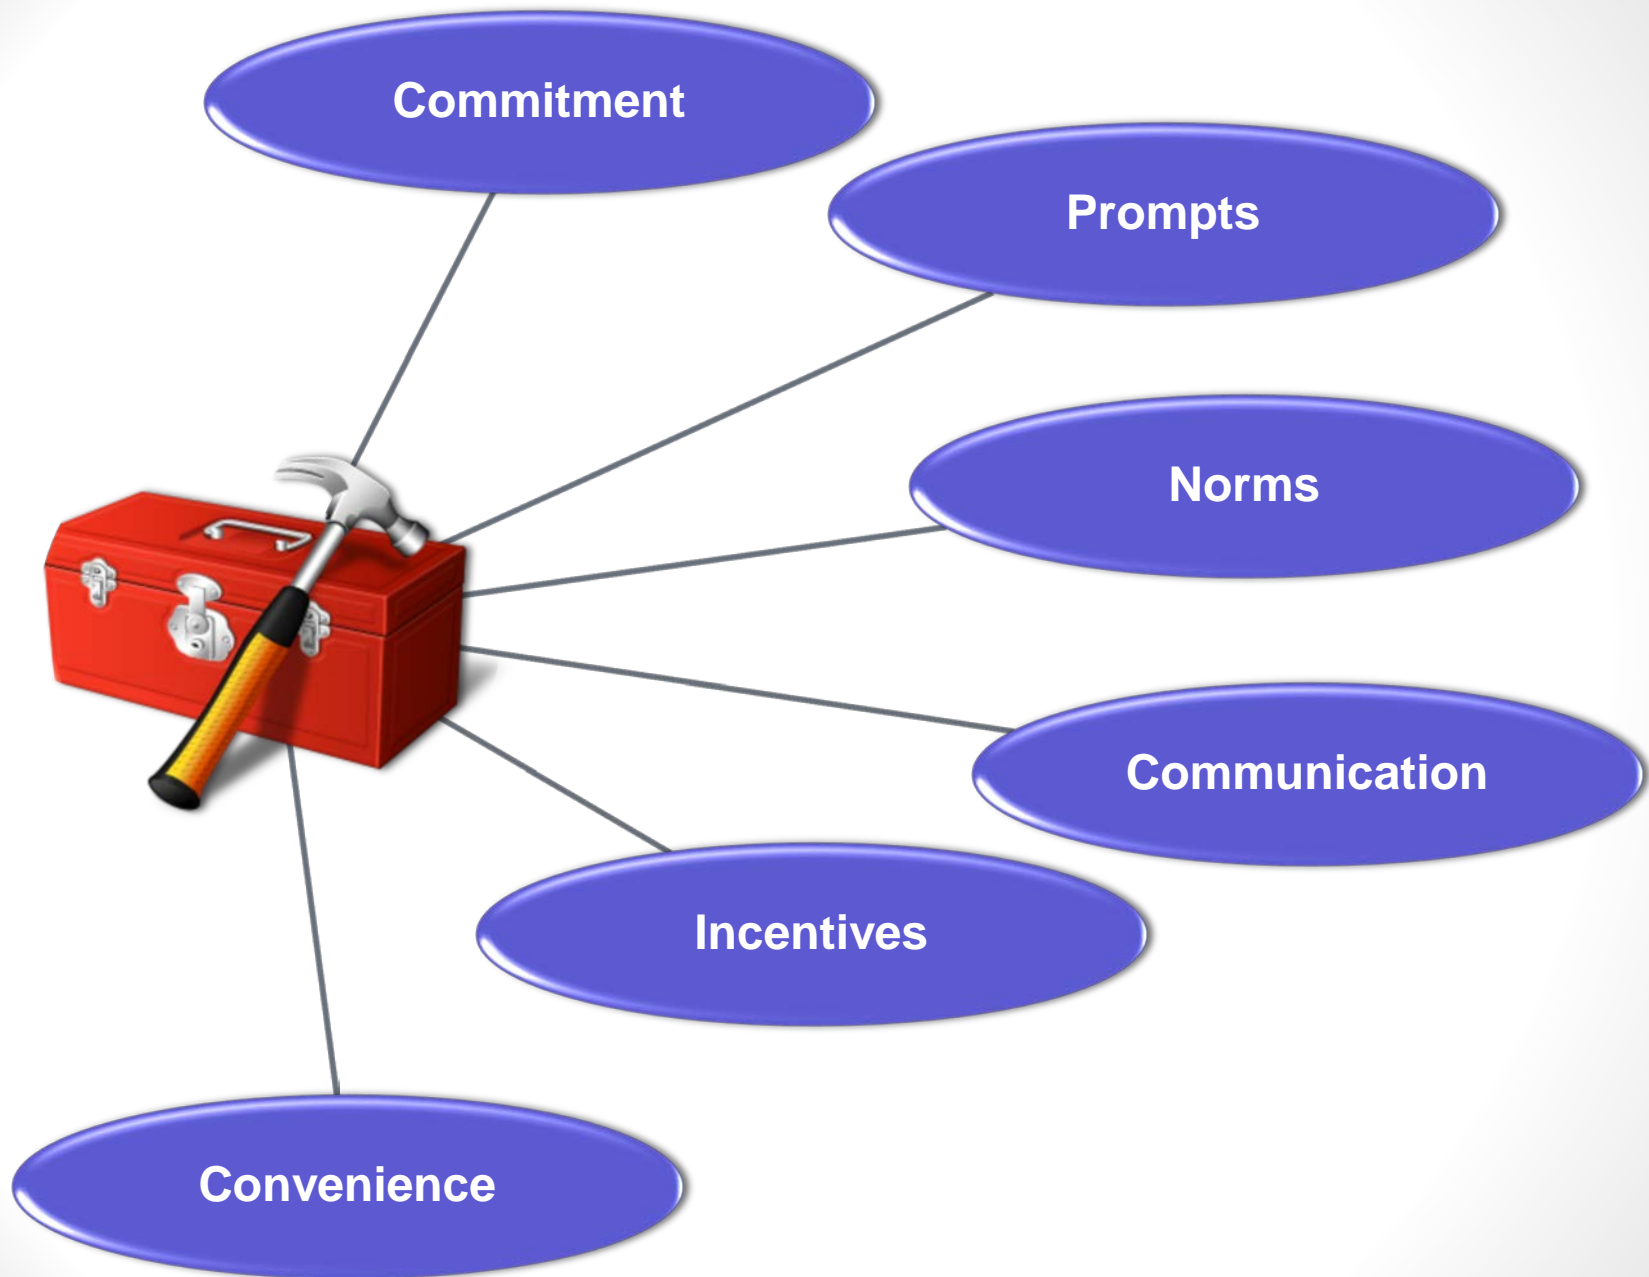 Commitment
Prompts
Norms
Communication
Incentives
Convenience